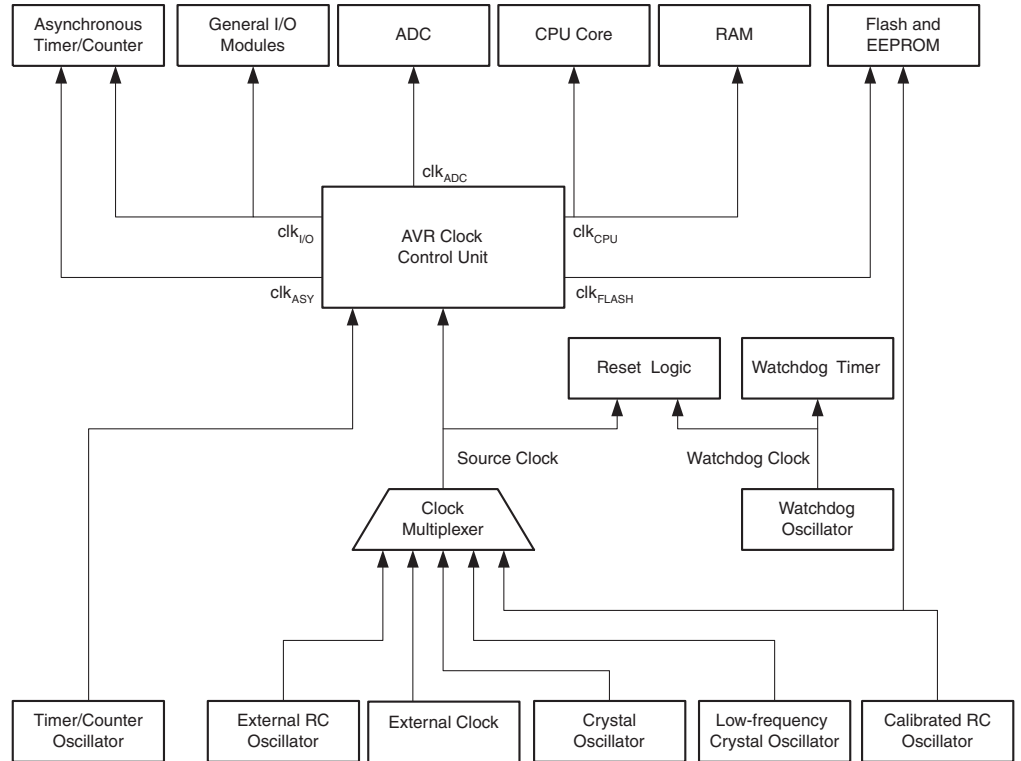 Asynchronous
Timer/Counter
General I/O
Modules
ADC
CPU Core
RAM
Flash and
EEPROM
clkADC
clkI/O
AVR Clock
Control Unit
clkCPU
clkASY
clkFLASH
Reset Logic
Watchdog Timer
Source Clock
Watchdog Clock
Clock
Multiplexer
Watchdog
Oscillator
Timer/Counter
Oscillator
External RC
Oscillator
External Clock
Crystal
Oscillator
Low-frequency
Crystal Oscillator
Calibrated RC
Oscillator